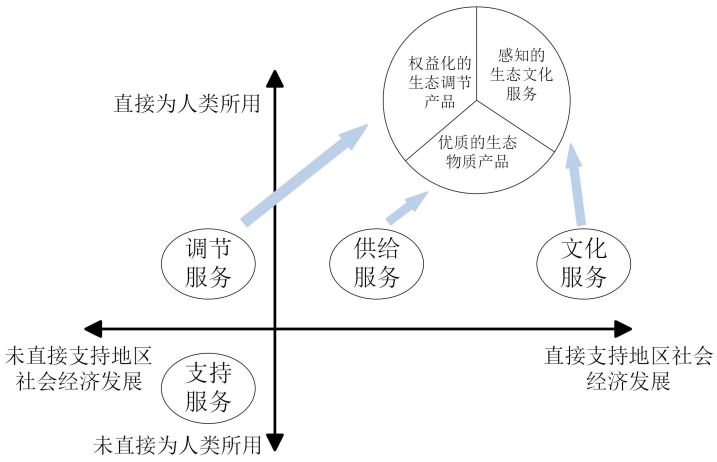 权益化的
生态调节
产品
感知的
生态文化
服务
优质的生态
物质产品
直接为人类所用
调节
服务
供给
服务
文化
服务
未直接支持地区
社会经济发展
直接支持地区社会
经济发展
支持
服务
未直接为人类所用